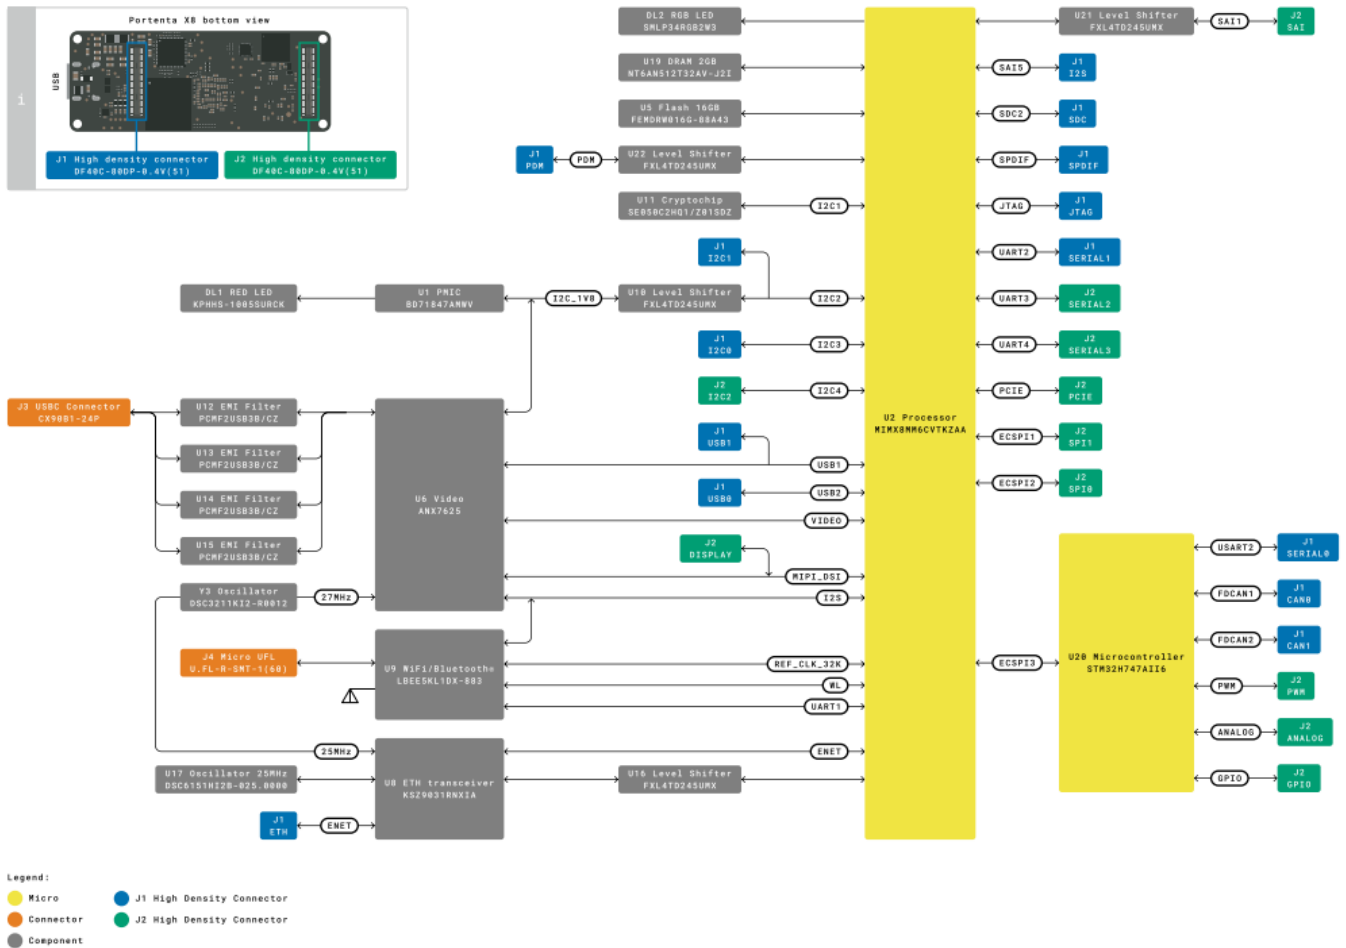 Portenta X8 bottom view
USB
i
J1 High density connector
DF40C-80DP-0.4V(51)
J2 High density connector
DF40C-80DP-0.4V(51)
DL2 RGB LED
SMLP34RGB2W3
U21 Level Shifter
FXL4TD245UMX
SAI1
J2
SAI
U19 DRAM 2GB
NT6AN512T32AV-J2I
SAI5
J1
I2S
U5 Flash 16GB
FEMDRW016G-88A43
SDC2
J1
SDC
J1
PDM
PDM
U22 Level Shifter
FXL4TD245UMX
SPDIF
J1
SPDIF
U11 Cryptochip
SE050C2HQ1/Z01SDZ
I2C1
JTAG
J1
JTAG
J1
I2C1
UART2
J1
SERIAL1
DL1 RED LED
KPHHS-1005SURCK
U1 PMIC
BD71847AMWV
I2C_1V8
U10 Level Shifter
FXL4TD245UMX
I2C2
UART3
J2
SERIAL2
J1
I2C0
I2C3
UART4
J2
SERIAL3
J2
I2C2
I2C4
PCIE
J2
PCIE
J3 USBC Connector
CX90B1-24P
U12 EMI Filter
PCMF2USB3B/CZ
U2 Processor
MIMX8MM6CVTKZAA
J1
USB1
ECSPI1
J2
SPI1
U13 EMI Filter
PCMF2USB3B/CZ
USB1
U14 EMI Filter
PCMF2USB3B/CZ
U6 Video
ANX7625
J1
USB0
USB2
ECSPI2
J2
SPI0
VIDEO
U15 EMI Filter
PCMF2USB3B/CZ
J2
DISPLAY
USART2
J1
SERIAL0
MIPI_DSI
Y3 Oscillator
DSC3211KI2-R0012
27MHz
I2S
FDCAN1
J1
CAN0
FDCAN2
J1
CAN1
J4 Micro UFL
U.FL-R-SMT-1(60)
U9 WiFi/Bluetooth®
LBEE5KL1DX-883
REF_CLK_32K
ECSPI3
U20 Microcontroller
STM32H747AII6
WL
PWM
J2
PWM
UART1
ANALOG
J2
ANALOG
25MHz
ENET
U17 Oscillator 25MHz
DSC6151HI2B-025.0000
U8 ETH transceiver
KSZ9031RNXIA
U16 Level Shifter
FXL4TD245UMX
GPIO
J2
GPIO
J1
ETH
ENET
Legend:
Micro
J1 High Density Connector
Connector
J2 High Density Connector
Component